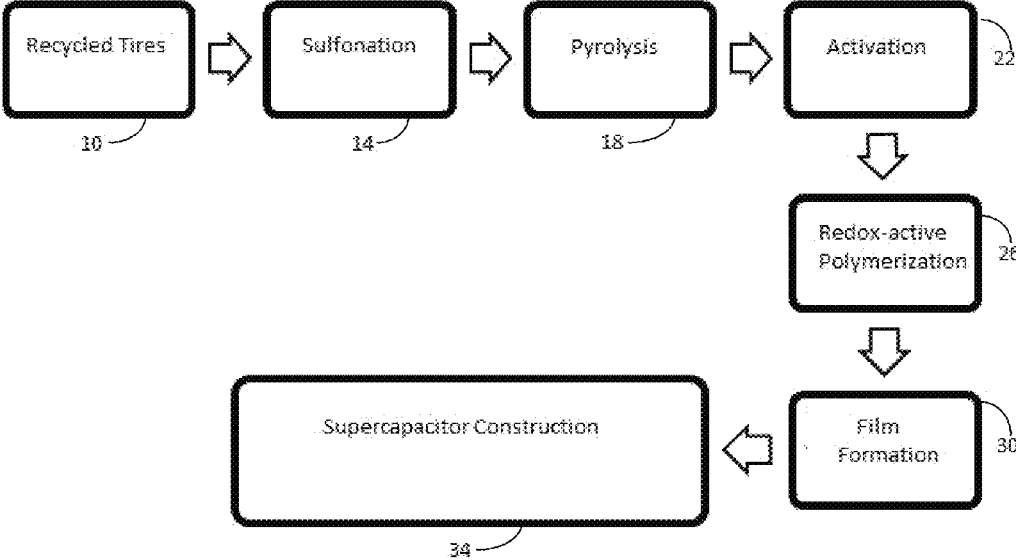 Recycled Tires
Sulfonation
Pyrolysis
Activation
22
10
14
18
Redox-active
Polymerization
26
Film
Formation
30
Supercapacitor Construction
34